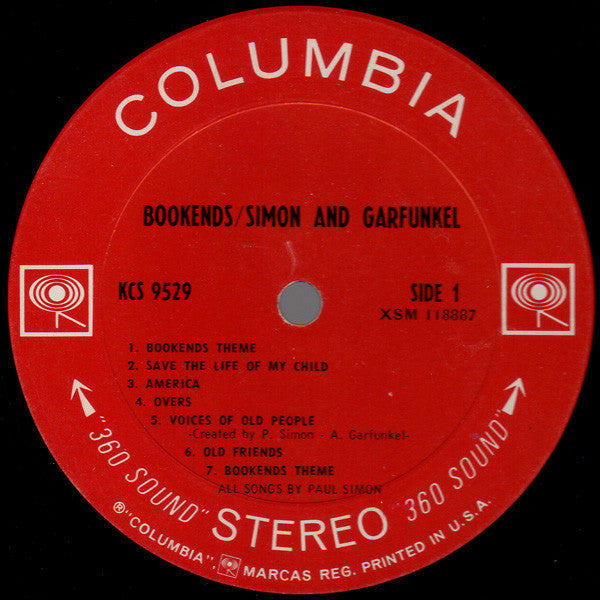 COLUMBIA
BOOKENDS/SIMON AND GARFUNKEL
KCS 9529
SIDE 1
XSM 118887
1. BOOKENDS THEME
2. SAVE THE LIFE OF MY CHILD
3. AMERICA
4. OVERS
5. VOICES OF OLD PEOPLE
-Created by P. Simon - A. Garfunkel-
6. OLD FRIENDS
7. BOOKENDS THEME
ALL SONGS BY PAUL SIMON
"360 SOUND" STEREO "360 SOUND"
®"COLUMBIA", MARCAS REG. PRINTED IN U.S.A.